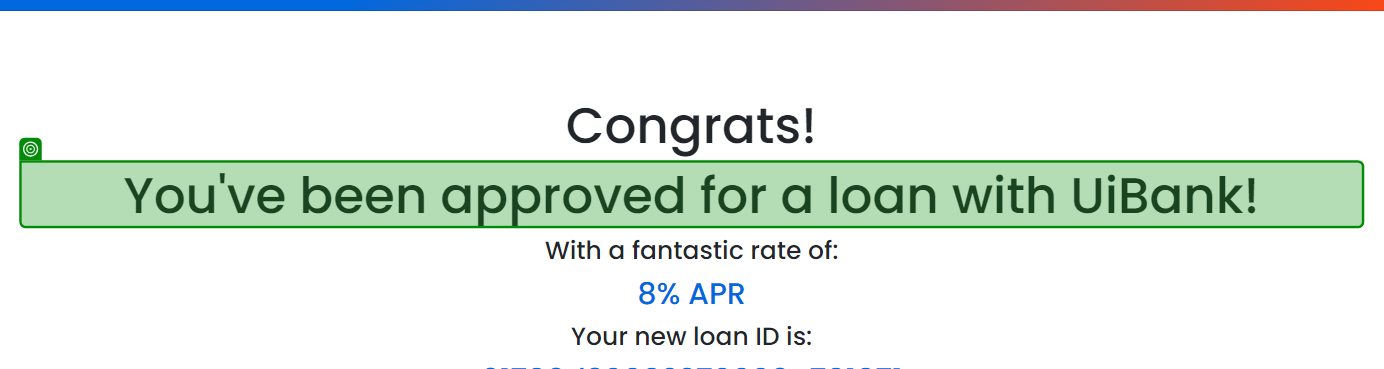 Congrats!
You've been approved for a loan with UiBank!
With a fantastic rate of:
8% APR
Your new loan ID is: